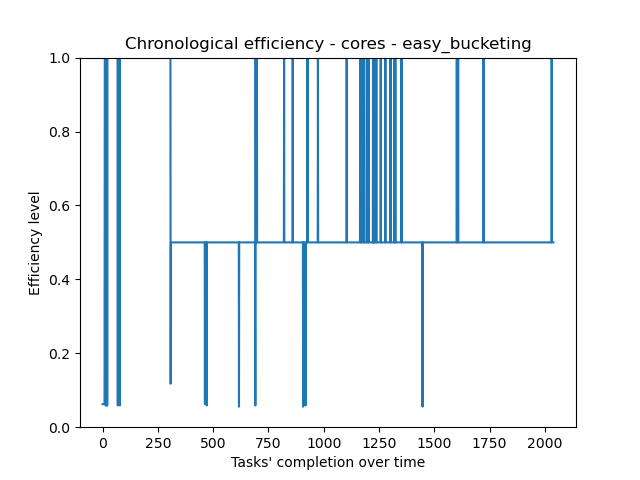 Chronological efficiency - cores - easy_bucketing
1.0
0.8
0.6
0.4
0.2
0.0
Efficiency level
0 250 500 750 1000 1250 1500 1750 2000
Tasks' completion over time